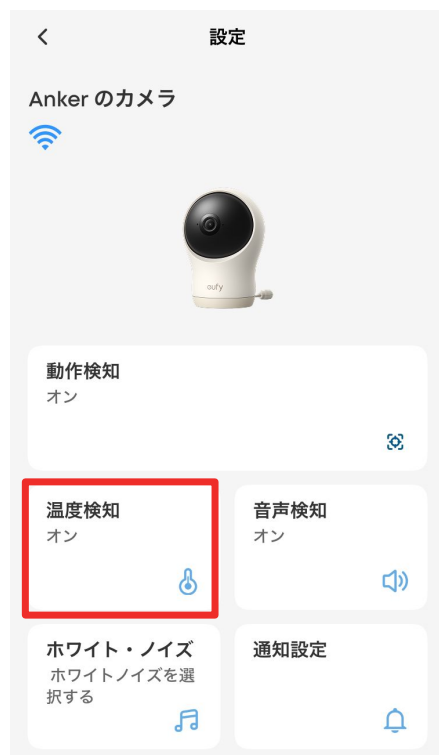 設定
Anker のカメラ
eufy
動作検知
オン
温度検知
オン
音声検知
オン
ホワイト・ノイズ
ホワイトノイズを選
択する
通知設定